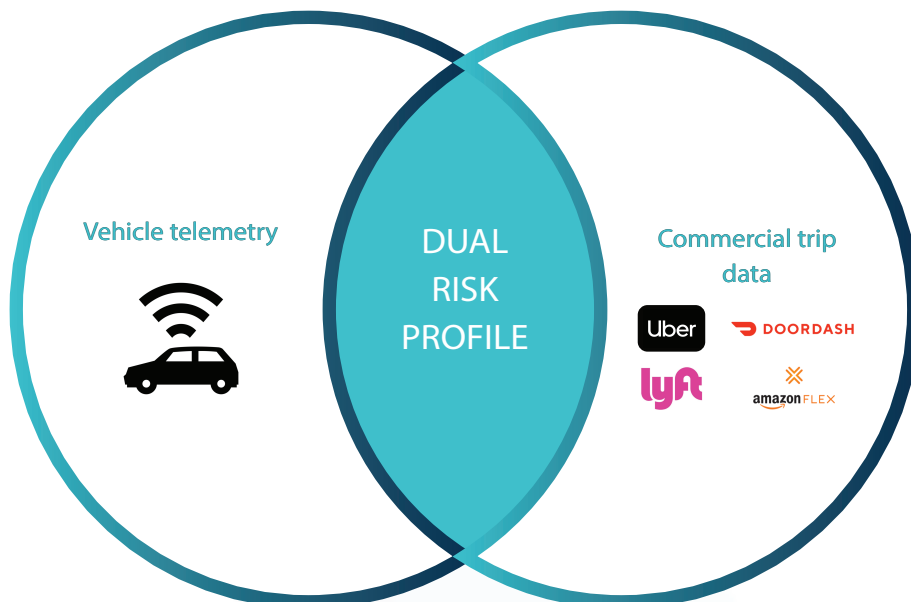 Vehicle telemetry
DUAL
RISK
PROFILE
Commercial trip
data
Uber
DOORDASH
lyft
amazon FLEX